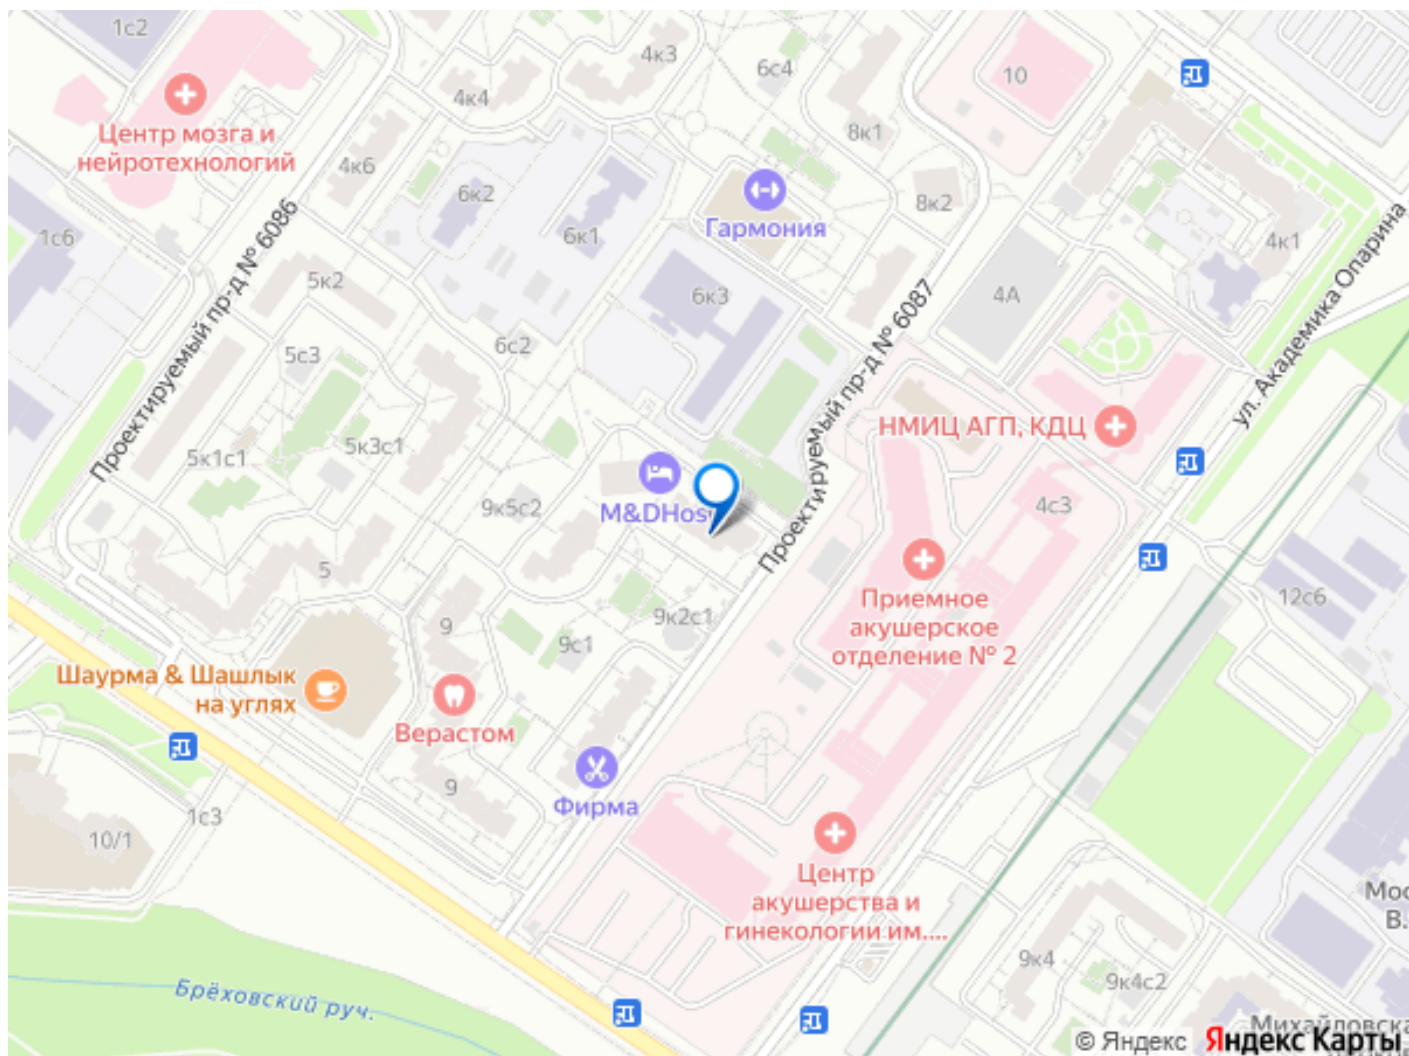 1с2
4к3
6с4
10
4к4
8к1
Центр мозга и
нейротехнологий
4к6
6к2
8к2
Гармония
1с6
6к1
4к1
Проектируемый пр-д № 6086
5к2
6к3
4А
ул. Академика Опарина
Проектируемый пр-д № 6087
6с2
5с3
НМИЦ АГП, КДЦ
5к3с1
5к1с1
9к5с2
M&DHos
4с3
5
Приемное
акушерское
отделение № 2
12с6
9
9с1
9к2с1
Шаурма & Шашлык
на углях
Верастом
9
Фирма
1с3
10/1
Центр
акушерства и
гинекологии им....
Мос
В.
9к4
9к4с2
Брёховский руч.
Михайловска
© Яндекс Яндекс Карты